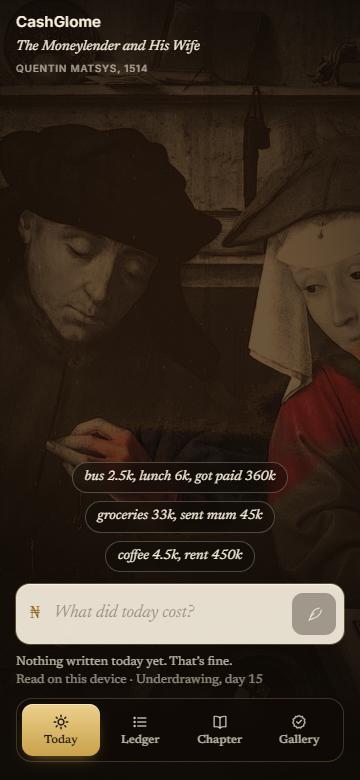 CashGlome
The Moneylender and His Wife
QUENTIN MATSYS, 1514
bus 2.5k, lunch 6k, got paid 360k
groceries 33k, sent mum 45k
coffee 4.5k, rent 450k
₦ What did today cost?
Nothing written today yet. That's fine.
Read on this device · Underdrawing, day 15
Today Ledger Chapter Gallery